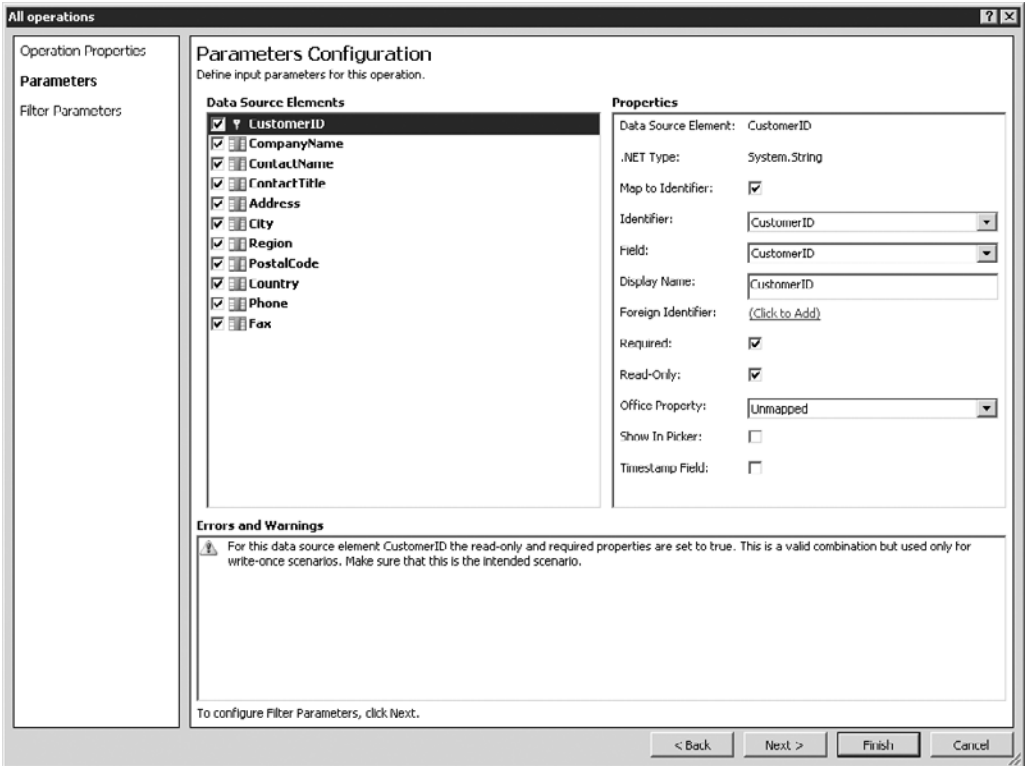 All operations
Operation Properties
Parameters
Filter Parameters
Parameters Configuration
Define input parameters for this operation.
Data Source Elements
CustomerID
CompanyName
ContactName
ContactTitle
Address
City
Region
PostalCode
Country
Phone
Fax
Properties
Data Source Element: CustomerID
.NET Type: System.String
Map to Identifier:
Identifier: CustomerID
Field: CustomerID
Display Name: CustomerID
Foreign Identifier: (Click to Add)
Required:
Read-Only:
Office Property: Unmapped
Show In Picker:
Timestamp Field:
Errors and Warnings
For this data source element CustomerID the read-only and required properties are set to true. This is a valid combination but used only for
write-once scenarios. Make sure that this is the intended scenario.
To configure Filter Parameters, click Next.
< Back Next > Finish Cancel